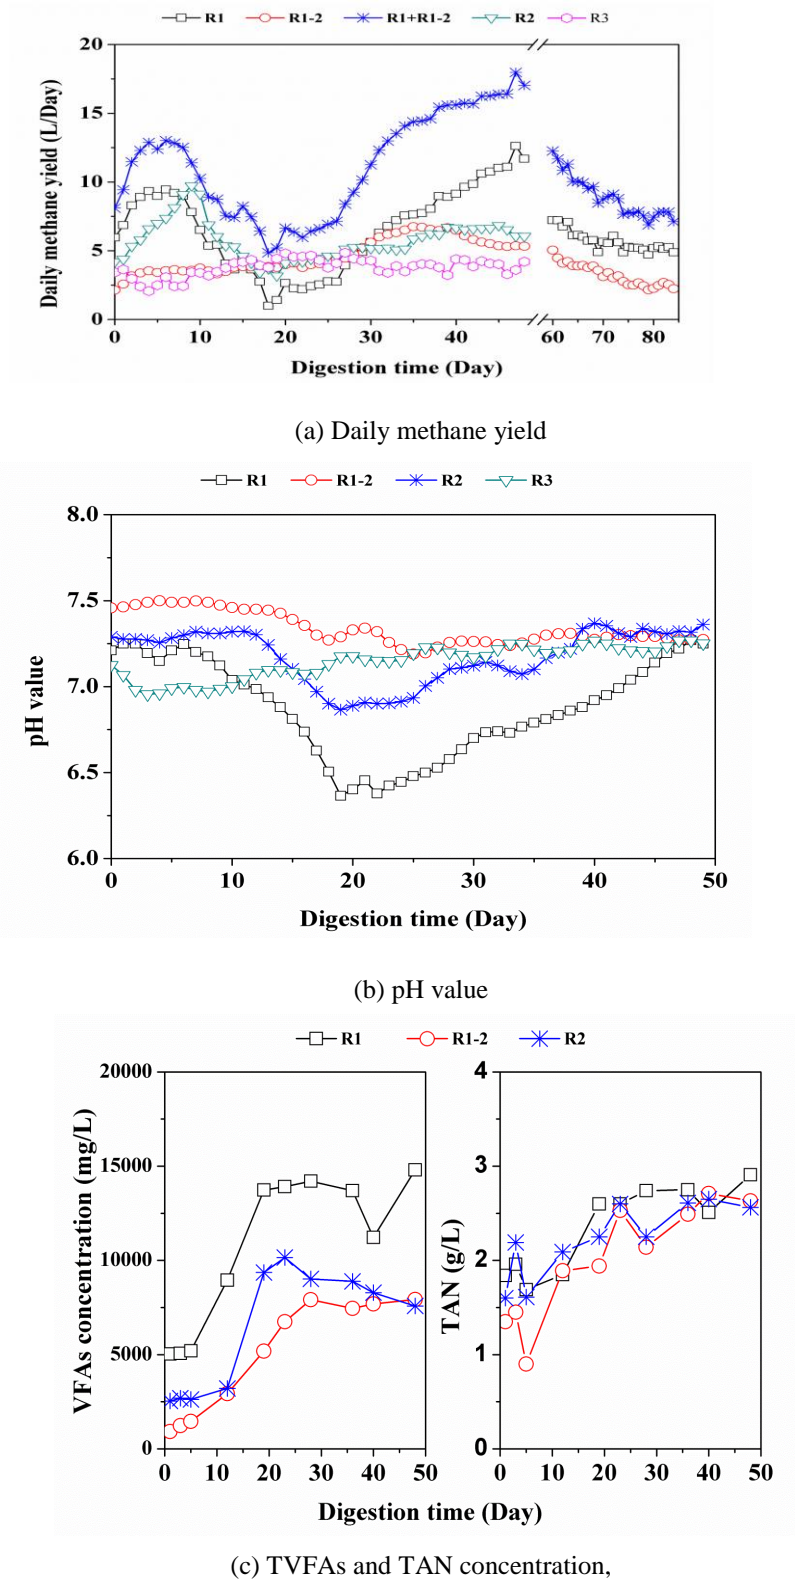 R1 R1-2 R1+R1-2 R2 R3
20
15
10
5
0
Daily methane yield (L/Day)
0 10 20 30 40 60 70 80
Digestion time (Day)
(a) Daily methane yield
R1 R1-2 R2 R3
8.0
7.5
7.0
6.5
6.0
pH value
0 10 20 30 40 50
Digestion time (Day)
(b) pH value
R1 R1-2 R2
20000
15000
10000
5000
0
VFAs concentration (mg/L)
0 10 20 30 40 50
4
3
2
1
0
TAN (g/L)
0 10 20 30 40 50
Digestion time (Day)
(c) TVFAs and TAN concentration,